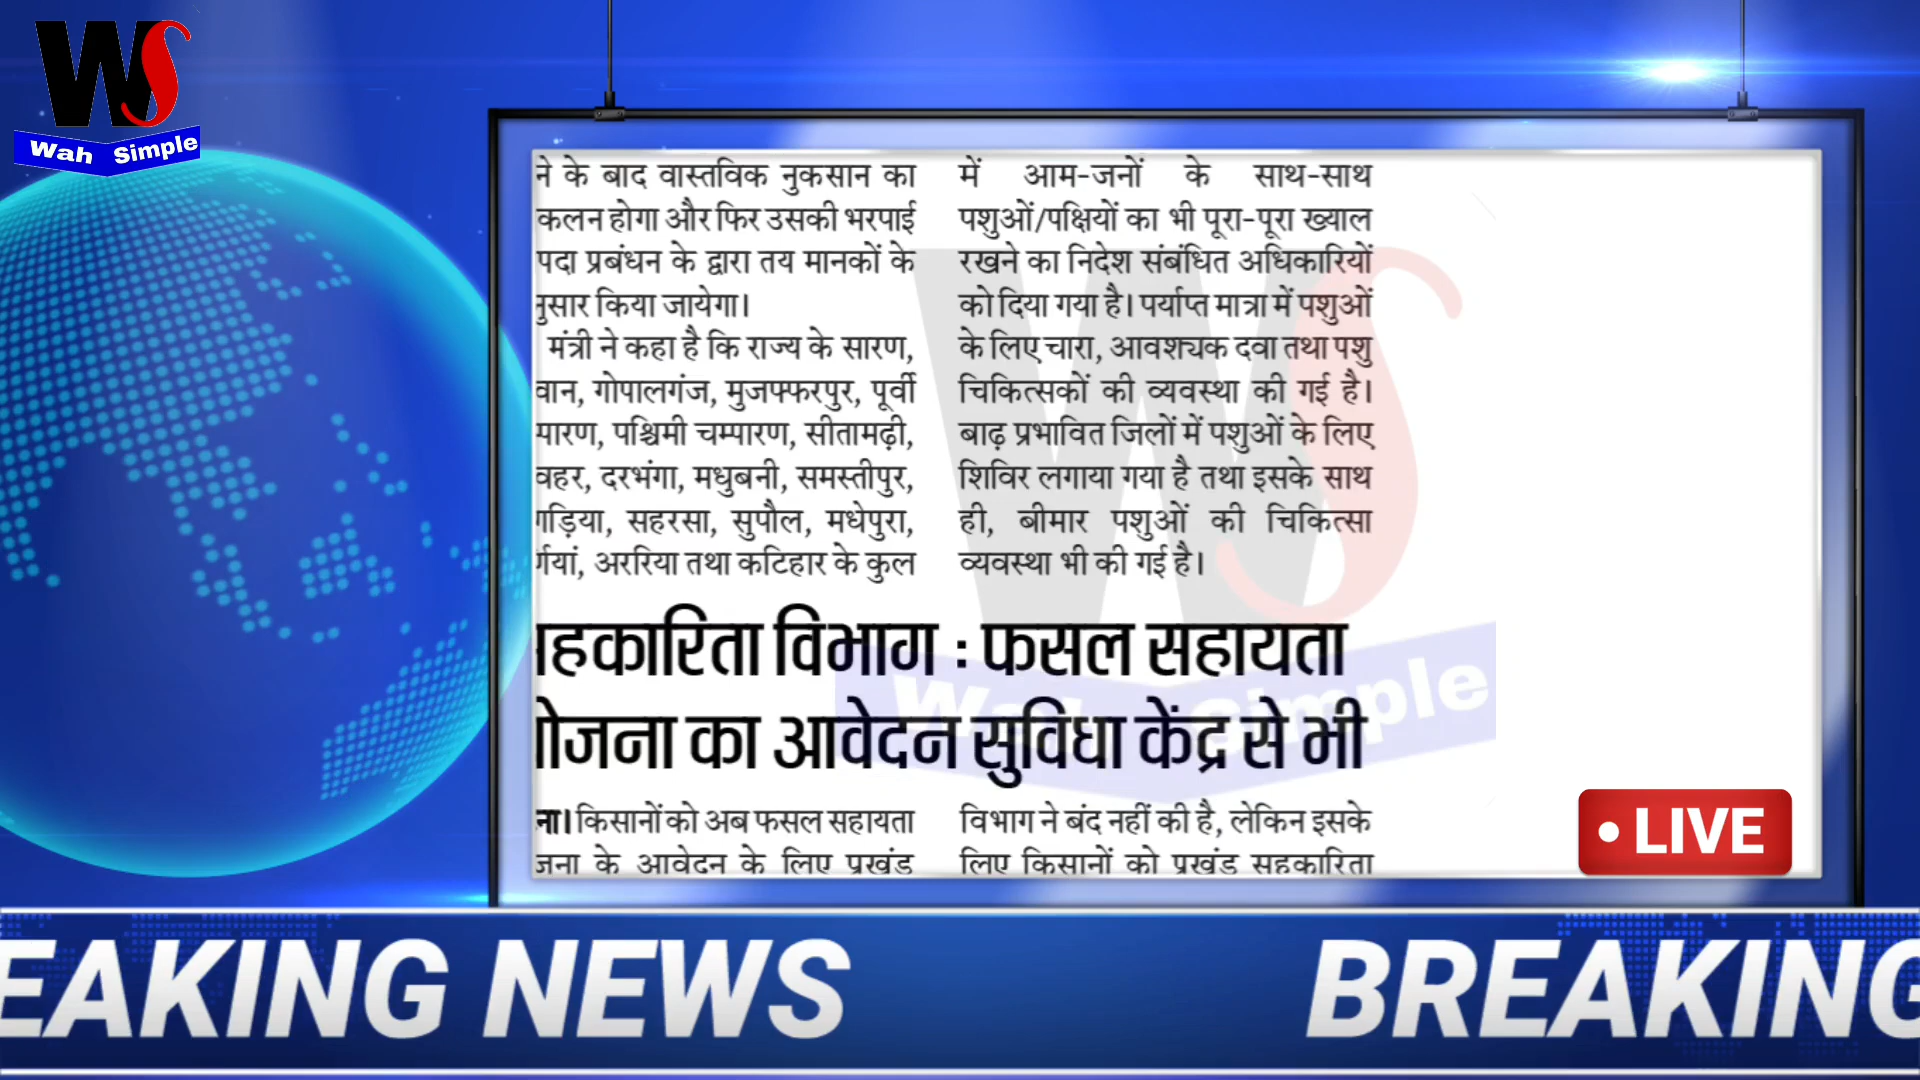 WS
Wah Simple
ने के बाद वास्तविक नुकसान का
कलन होगा और फिर उसकी भरपाई
पदा प्रबंधन के द्वारा तय मानकों के
नुसार किया जायेगा।
मंत्री ने कहा है कि राज्य के सारण,
वान, गोपालगंज, मुजफ्फरपुर, पूर्वी
म्पारण, पश्चिमी चम्पारण, सीतामढ़ी,
वहर, दरभंगा, मधुबनी, समस्तीपुर,
गड़िया, सहरसा, सुपौल, मधेपुरा,
र्णियां, अररिया तथा कटिहार के कुल
में आम-जनों के साथ-साथ
पशुओं/पक्षियों का भी पूरा-पूरा ख्याल
रखने का निदेश संबंधित अधिकारियों
को दिया गया है। पर्याप्त मात्रा में पशुओं
के लिए चारा, आवश्यक दवा तथा पशु
चिकित्सकों की व्यवस्था की गई है।
बाढ़ प्रभावित जिलों में पशुओं के लिए
शिविर लगाया गया है तथा इसके साथ
ही, बीमार पशुओं की चिकित्सा
व्यवस्था भी की गई है।
हकारिता विभाग : फसल सहायता
ोजना का आवेदन सुविधा केंद्र से भी
ना। किसानों को अब फसल सहायता
जना के आवेदन के लिए प्रखंड
विभाग ने बंद नहीं की है, लेकिन इसके
लिए किसानों को प्रखंड सहकारिता
WS
Wah Simple
• LIVE
EAKING NEWS
BREAKING